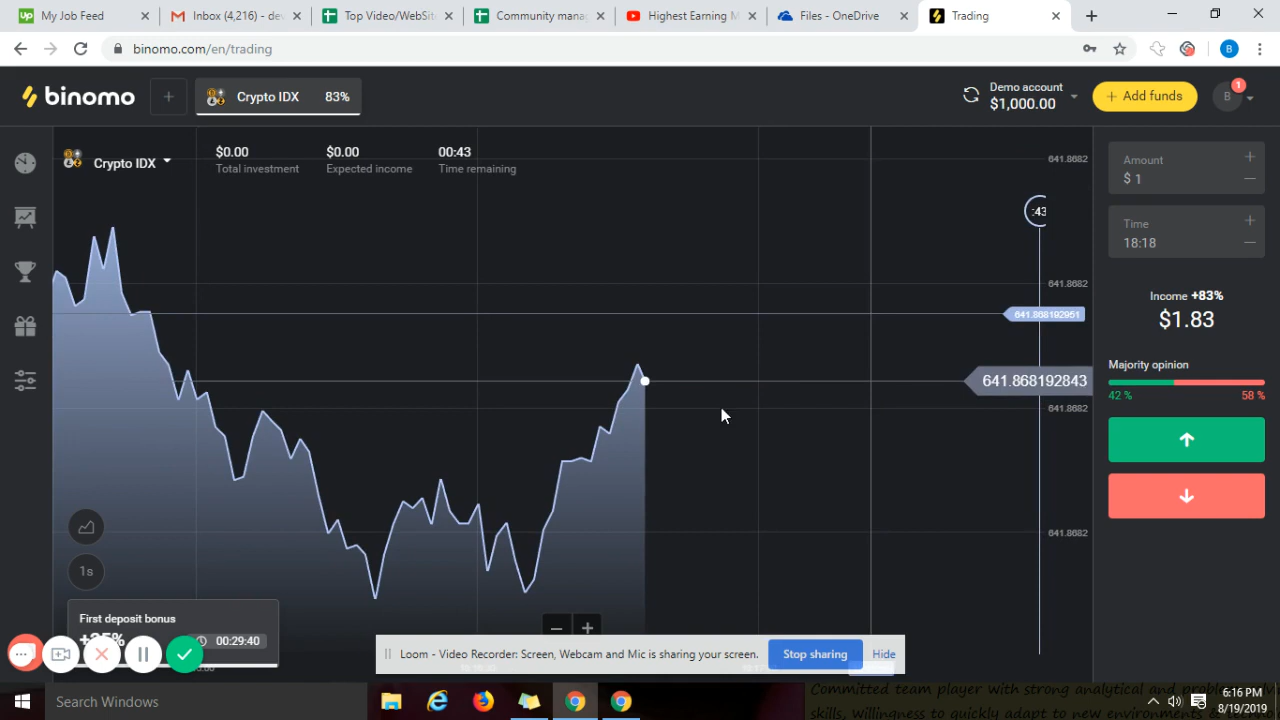 My Job Feed
Inbox (4,216) - de
Top Video/WebSit
Community mana
Highest Earning M
Files - OneDrive
Trading
binomo.com/en/trading
B
binomo
Crypto IDX 83%
Demo account
$1,000.00
+ Add funds
B
1
Crypto IDX
$0.00
Total investment
$0.00
Expected income
00:43
Time remaining
641.8682
:43
641.8682
641.868192951
641.868192843
641.8682
641.8682
Amount
$ 1
Time
18:18
Income +83%
$1.83
Majority opinion
42 %
58 %
1s
First deposit bonus
00:29:40
Loom - Video Recorder: Screen, Webcam and Mic is sharing your screen.
Stop sharing
Hide
Search Windows
Committed team player with strong analytical and
skills, Willingness to quickly adapt to new
6:16 PM
8/19/2019